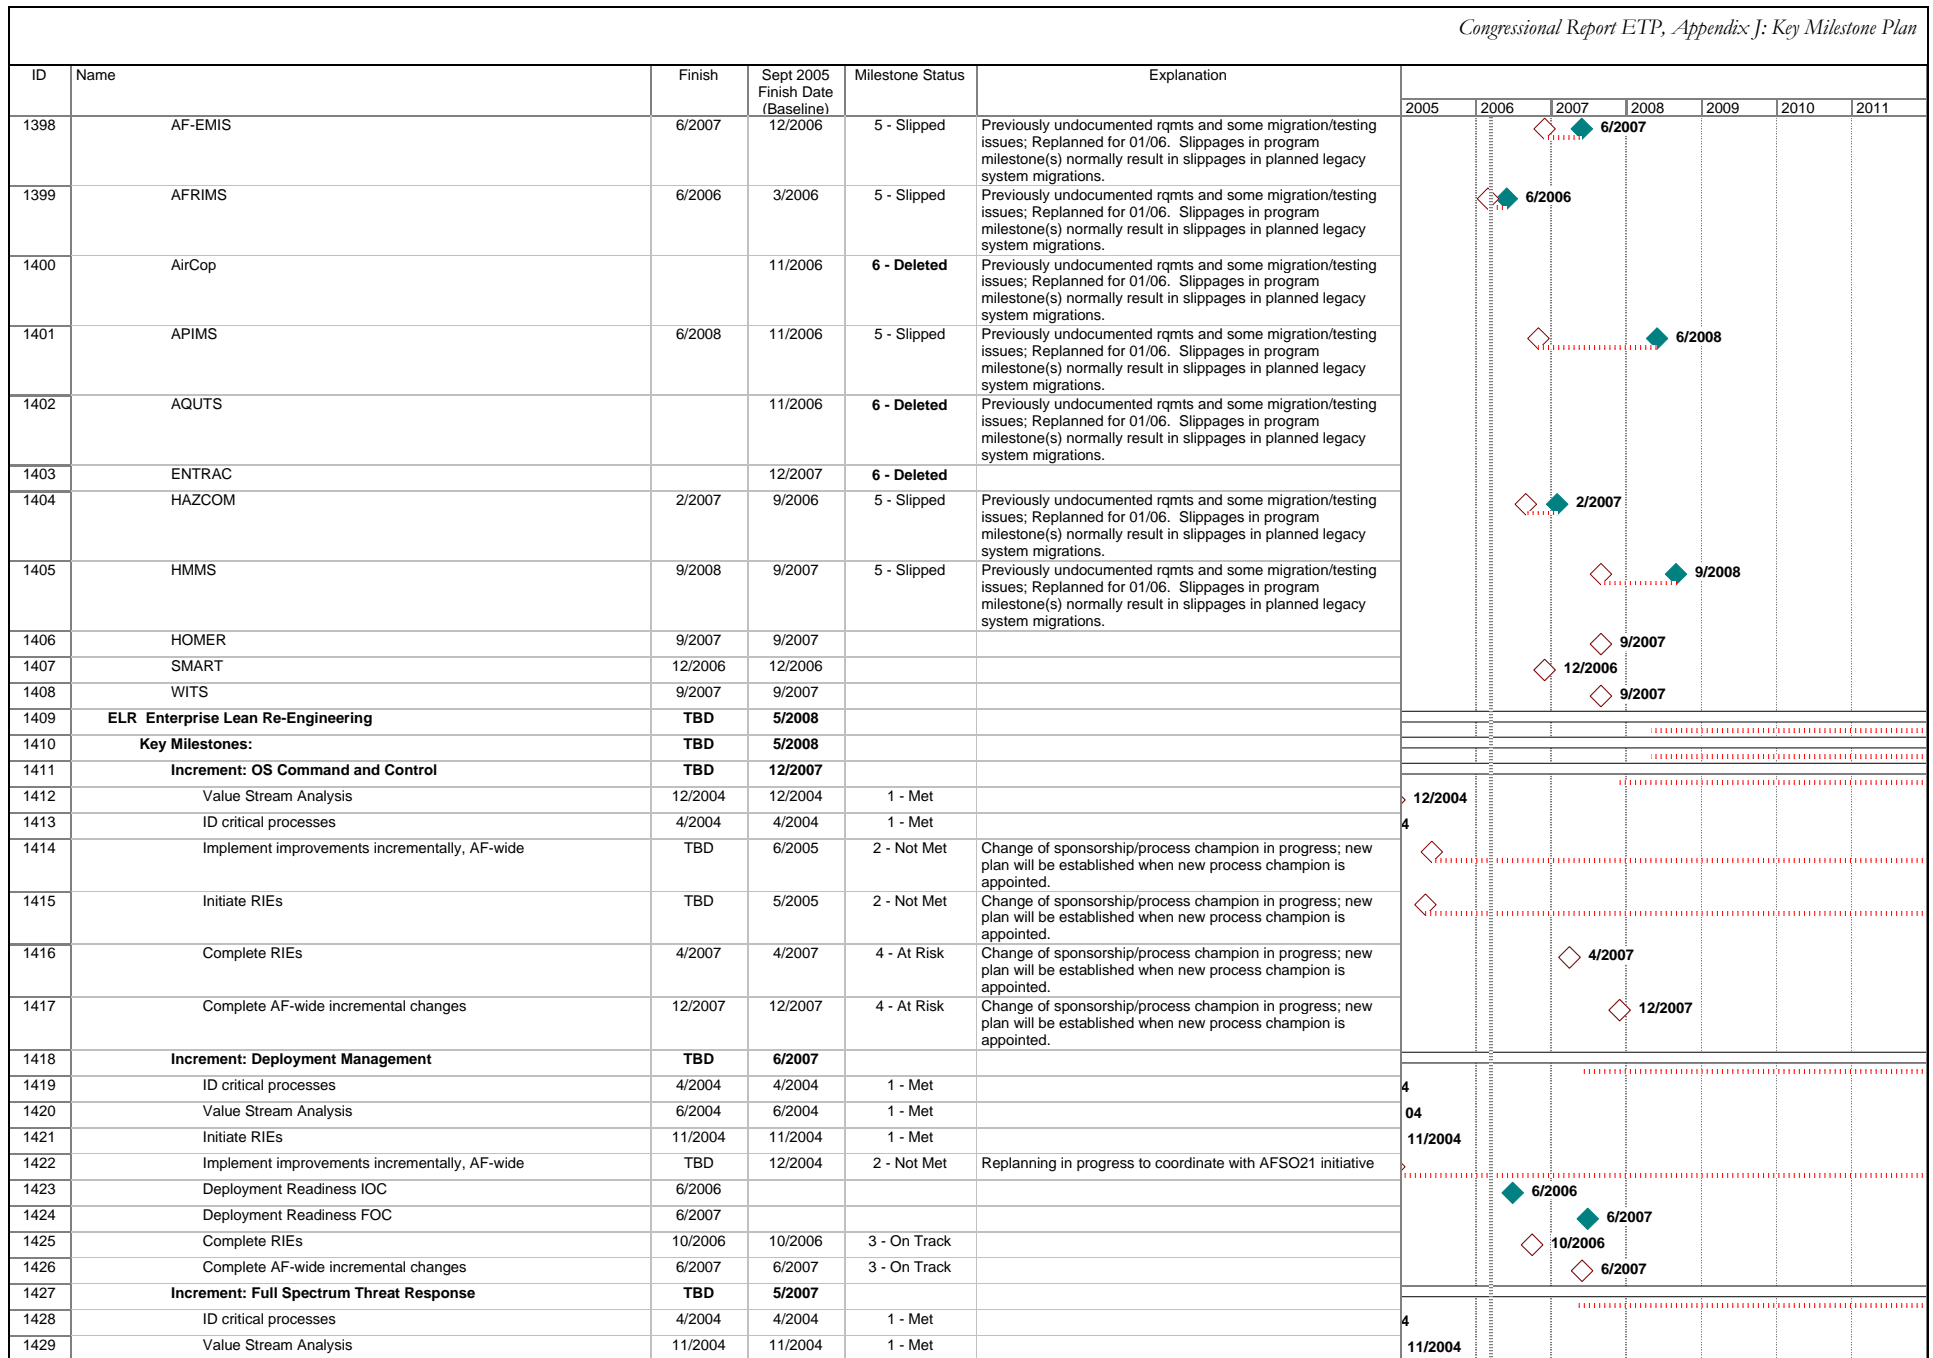 Congressional Report ETP, Appendix J: Key Milestone Plan
ID Name Finish Sept 2005 Milestone Status Explanation
Finish Date
(Baseline) 2005 2006 2007 2008 2009 2010 2011
1398 AF-EMIS 6/2007 12/2006 5 - Slipped Previously undocumented rqmts and some migration/testing 6/2007
issues; Replanned for 01/06. Slippages in program
milestone(s) normally result in slippages in planned legacy
system migrations.
1399 AFRIMS 6/2006 3/2006 5 - Slipped Previously undocumented rqmts and some migration/testing 6/2006
issues; Replanned for 01/06. Slippages in program
milestone(s) normally result in slippages in planned legacy
system migrations.
1400 AirCop 11/2006 6 - Deleted Previously undocumented rqmts and some migration/testing
issues; Replanned for 01/06. Slippages in program
milestone(s) normally result in slippages in planned legacy
system migrations.
1401 APIMS 6/2008 11/2006 5 - Slipped Previously undocumented rqmts and some migration/testing 6/2008
issues; Replanned for 01/06. Slippages in program
milestone(s) normally result in slippages in planned legacy
system migrations.
1402 AQUTS 11/2006 6 - Deleted Previously undocumented rqmts and some migration/testing
issues; Replanned for 01/06. Slippages in program
milestone(s) normally result in slippages in planned legacy
system migrations.
1403 ENTRAC 12/2007 6 - Deleted
1404 HAZCOM 2/2007 9/2006 5 - Slipped Previously undocumented rqmts and some migration/testing 2/2007
issues; Replanned for 01/06. Slippages in program
milestone(s) normally result in slippages in planned legacy
system migrations.
1405 HMMS 9/2008 9/2007 5 - Slipped Previously undocumented rqmts and some migration/testing 9/2008
issues; Replanned for 01/06. Slippages in program
milestone(s) normally result in slippages in planned legacy
system migrations.
1406 HOMER 9/2007 9/2007 9/2007
1407 SMART 12/2006 12/2006 12/2006
1408 WITS 9/2007 9/2007 9/2007
1409 ELR Enterprise Lean Re-Engineering TBD 5/2008
1410 Key Milestones: TBD 5/2008
1411 Increment: OS Command and Control TBD 12/2007
1412 Value Stream Analysis 12/2004 12/2004 1 - Met 12/2004
1413 ID critical processes 4/2004 4/2004 1 - Met 4
1414 Implement improvements incrementally, AF-wide TBD 6/2005 2 - Not Met Change of sponsorship/process champion in progress; new
plan will be established when new process champion is
appointed.
1415 Initiate RIEs TBD 5/2005 2 - Not Met Change of sponsorship/process champion in progress; new
plan will be established when new process champion is
appointed.
1416 Complete RIEs 4/2007 4/2007 4 - At Risk Change of sponsorship/process champion in progress; new 4/2007
plan will be established when new process champion is
appointed.
1417 Complete AF-wide incremental changes 12/2007 12/2007 4 - At Risk Change of sponsorship/process champion in progress; new 12/2007
plan will be established when new process champion is
appointed.
1418 Increment: Deployment Management TBD 6/2007
1419 ID critical processes 4/2004 4/2004 1 - Met 4
1420 Value Stream Analysis 6/2004 6/2004 1 - Met 04
1421 Initiate RIEs 11/2004 11/2004 1 - Met 11/2004
1422 Implement improvements incrementally, AF-wide TBD 12/2004 2 - Not Met Replanning in progress to coordinate with AFSO21 initiative
1423 Deployment Readiness IOC 6/2006 6/2006
1424 Deployment Readiness FOC 6/2007 6/2007
1425 Complete RIEs 10/2006 10/2006 3 - On Track 10/2006
1426 Complete AF-wide incremental changes 6/2007 6/2007 3 - On Track 6/2007
1427 Increment: Full Spectrum Threat Response TBD 5/2007
1428 ID critical processes 4/2004 4/2004 1 - Met 4
1429 Value Stream Analysis 11/2004 11/2004 1 - Met 11/2004